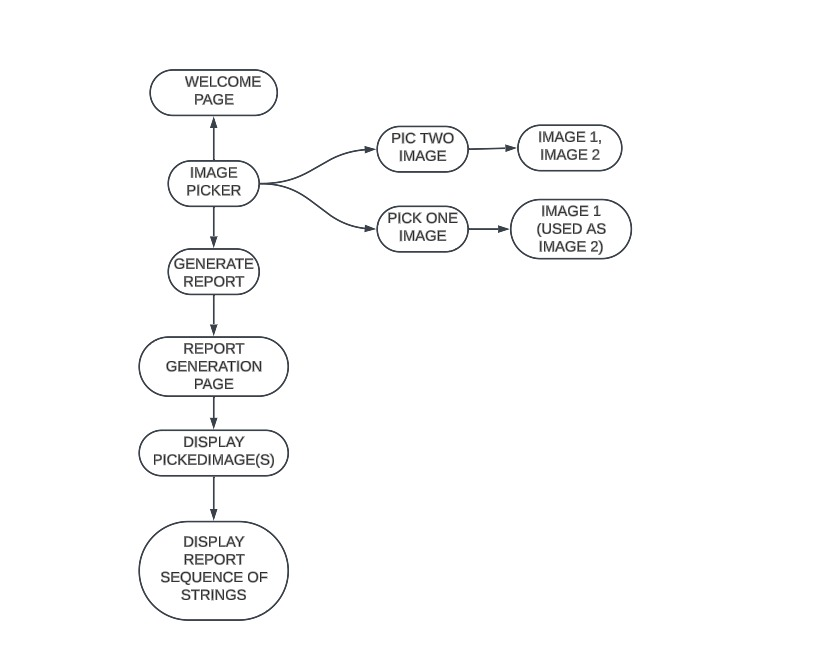 WELCOME
PAGE
IMAGE
PICKER
PIC TWO
IMAGE
IMAGE 1,
IMAGE 2
PICK ONE
IMAGE
IMAGE 1
(USED AS
IMAGE 2)
GENERATE
REPORT
REPORT
GENERATION
PAGE
DISPLAY
PICKEDIMAGE(S)
DISPLAY
REPORT
SEQUENCE OF
STRINGS